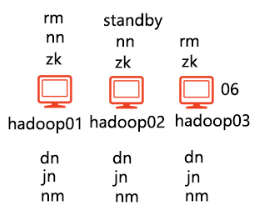 rm
nn
zk
hadoop01
dn
jn
nm
standby
nn
zk
hadoop02
dn
jn
nm
rm
zk
06
hadoop03
dn
jn
nm